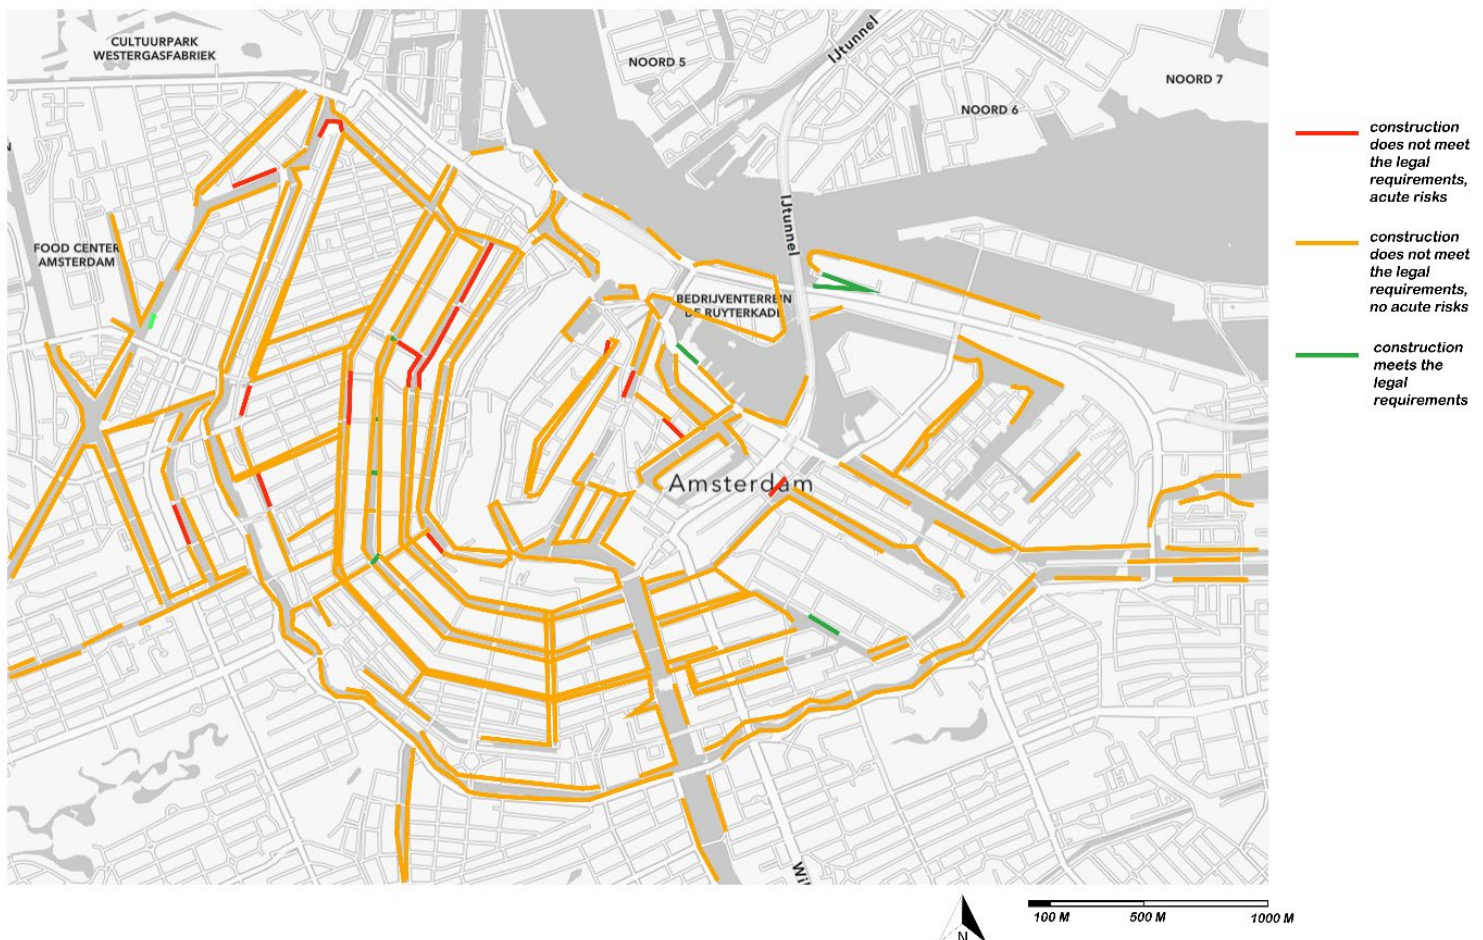 CULTUURPARK
WESTERGASFABRIEK
NOORD 5
IJtunnel
NOORD 7
NOORD 6
IJtunnel
FOOD CENTER
AMSTERDAM
BEDRIJVENTERREIN
DE RUYTERKADE
Amsterdam
construction
does not meet
the legal
requirements,
acute risks
construction
does not meet
the legal
requirements,
no acute risks
construction
meets the
legal
requirements
N
100 M
500 M
1000 M